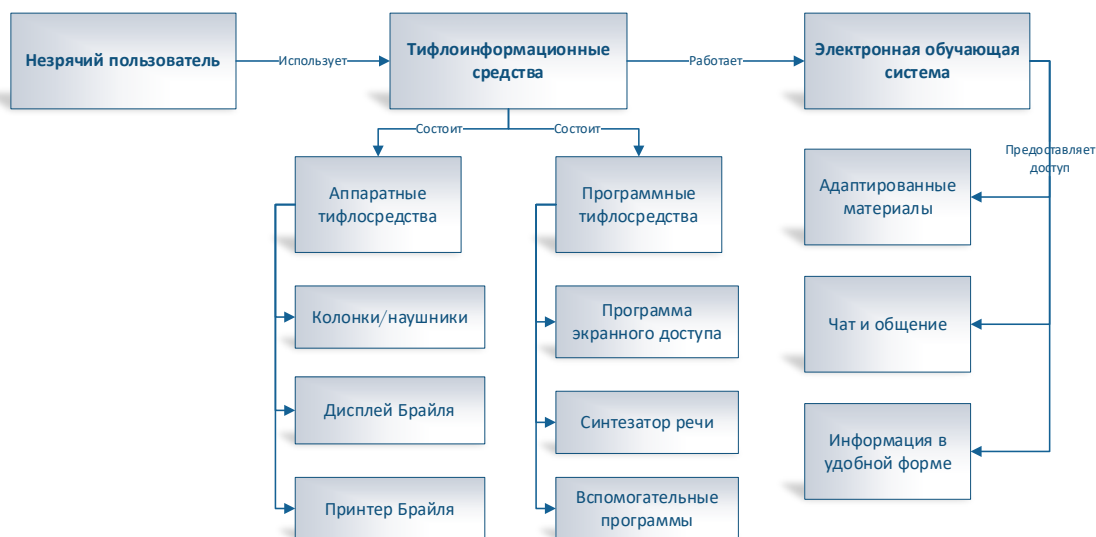 Незрячий пользователь
Использует
Тифлоинформационные
средства
Работает
Электронная обучающая
система
Состоит
Состоит
Предоставляет
доступ
Аппаратные
тифлосредства
Программные
тифлосредства
Адаптированные
материалы
Колонки/наушники
Программа
экранного доступа
Чат и общение
Дисплей Брайля
Синтезатор речи
Информация в
удобной форме
Принтер Брайля
Вспомогательные
программы